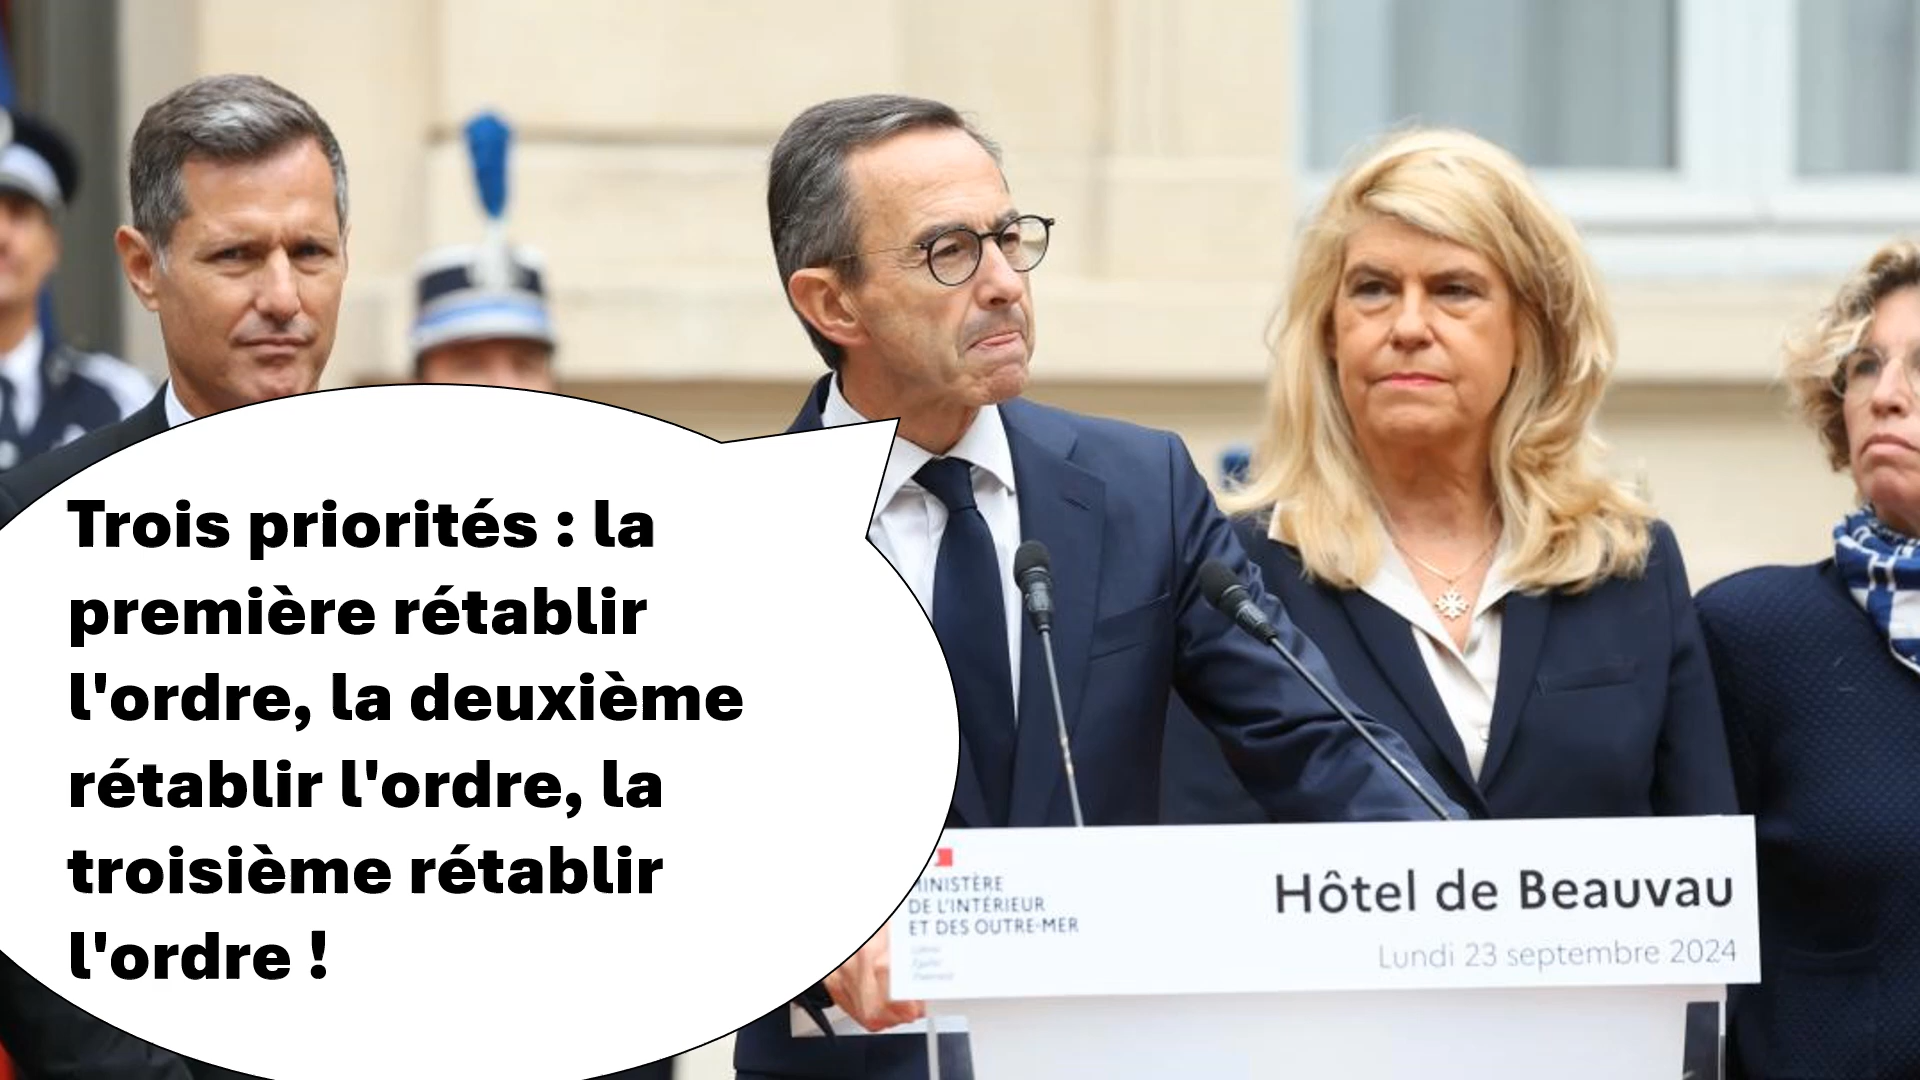 Trois priorités : la
première rétablir
l'ordre, la deuxième
rétablir l'ordre, la
troisième rétablir
l'ordre !
MINISTÈRE
DE L'INTÉRIEUR
ET DES OUTRE-MER
Hôtel de Beauvau
Lundi 23 septembre 2024